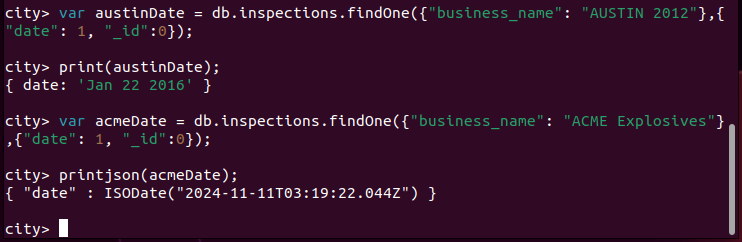 city> var austinDate = db.inspections.findOne({"business_name": "AUSTIN 2012"},{
"date": 1, "_id":0});
city> print(austinDate);
{ date: 'Jan 22 2016' }
city> var acmeDate = db.inspections.findOne({"business_name": "ACME Explosives"}
,{"date": 1, "_id":0});
city> printjson(acmeDate);
{ "date" : ISODate("2024-11-11T03:19:22.044Z") }
city>